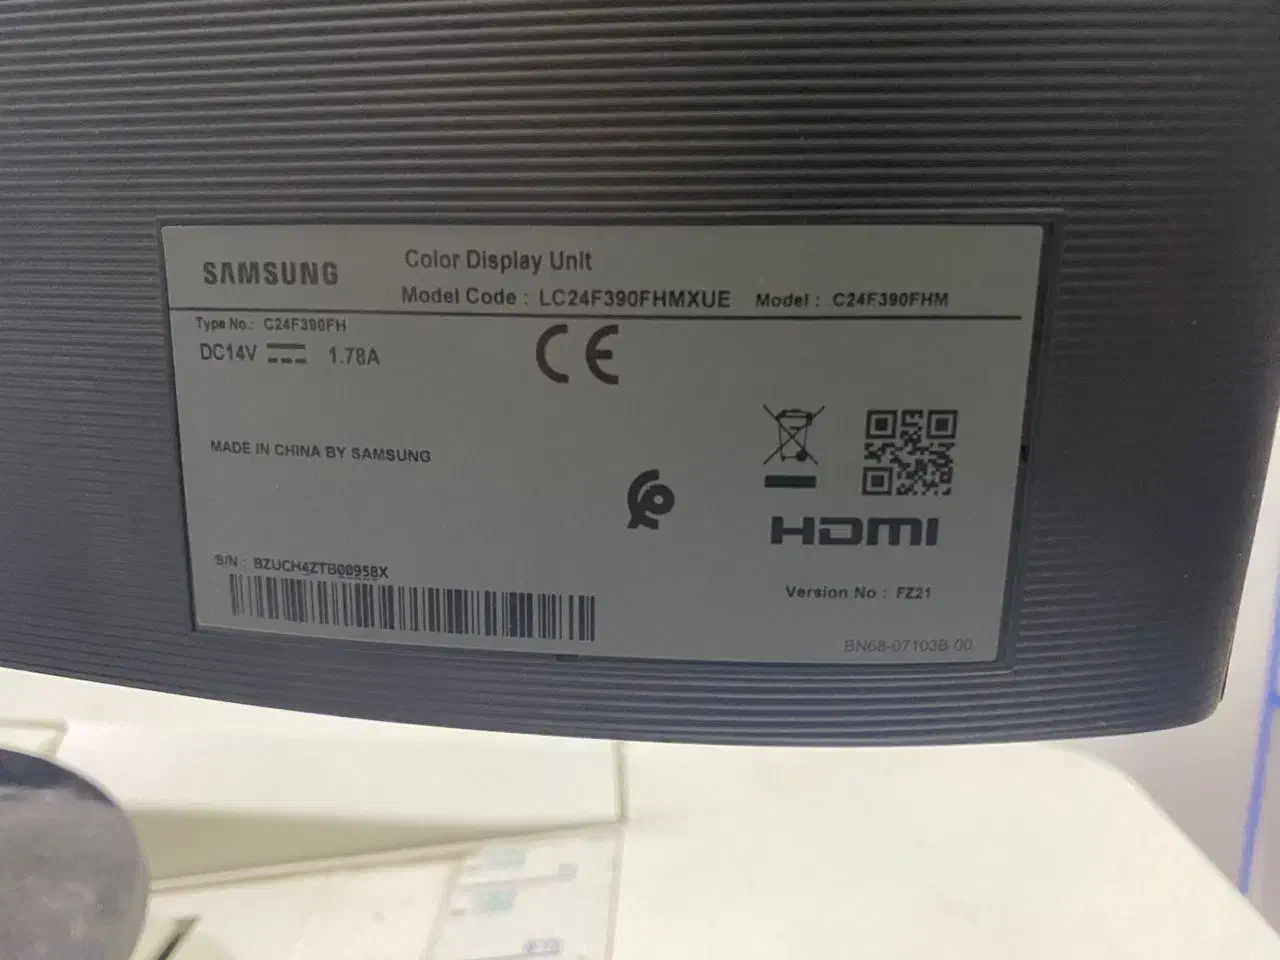 SAMSUNG
Color Display Unit
Model Code : LC24F390FHMXUE Model : C24F390FHM
Type No.: C24F390FH
DC14V 1.78A
CE
MADE IN CHINA BY SAMSUNG
HDMI
S/N : BZUCH4ZTB00958X
Version No : FZ21
BN68-07103B-00